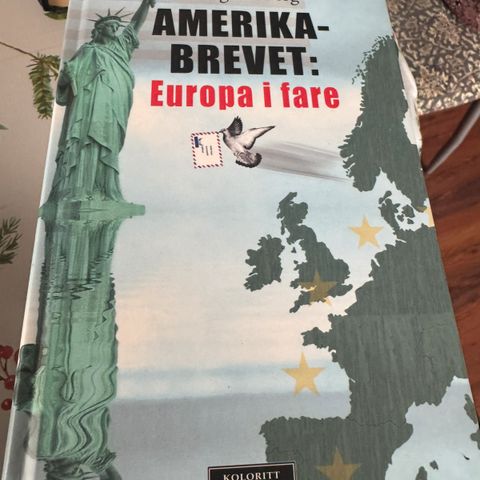 AMERIKA-
BREVET:
Europa i fare
KOLORITT